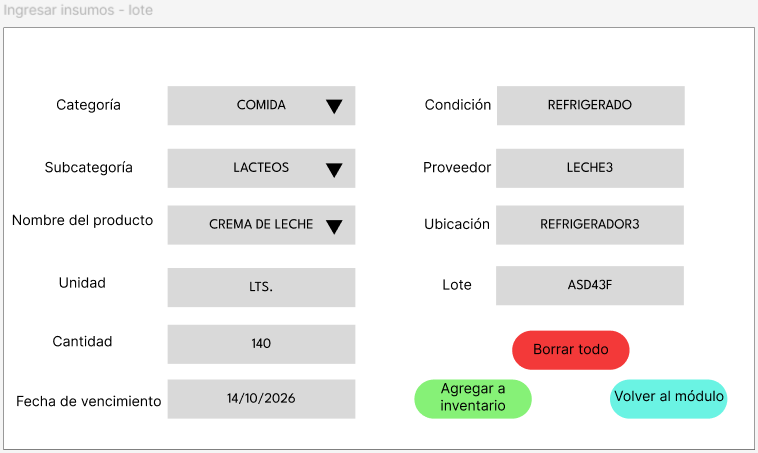 Ingresar insumos - lote
Categoría COMIDA
Condición REFRIGERADO
Subcategoría LACTEOS
Proveedor LECHE3
Nombre del producto CREMA DE LECHE
Ubicación REFRIGERADOR3
Unidad LTS.
Lote ASD43F
Cantidad 140
Borrar todo
Fecha de vencimiento 14/10/2026
Agregar a
inventario
Volver al módulo